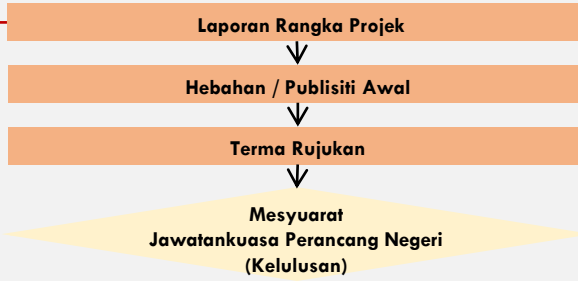 Laporan Rangka Projek
Hebahan / Publisiti Awal
Terma Rujukan
Mesyuarat
Jawatankuasa Perancang Negeri
(Kelulusan)